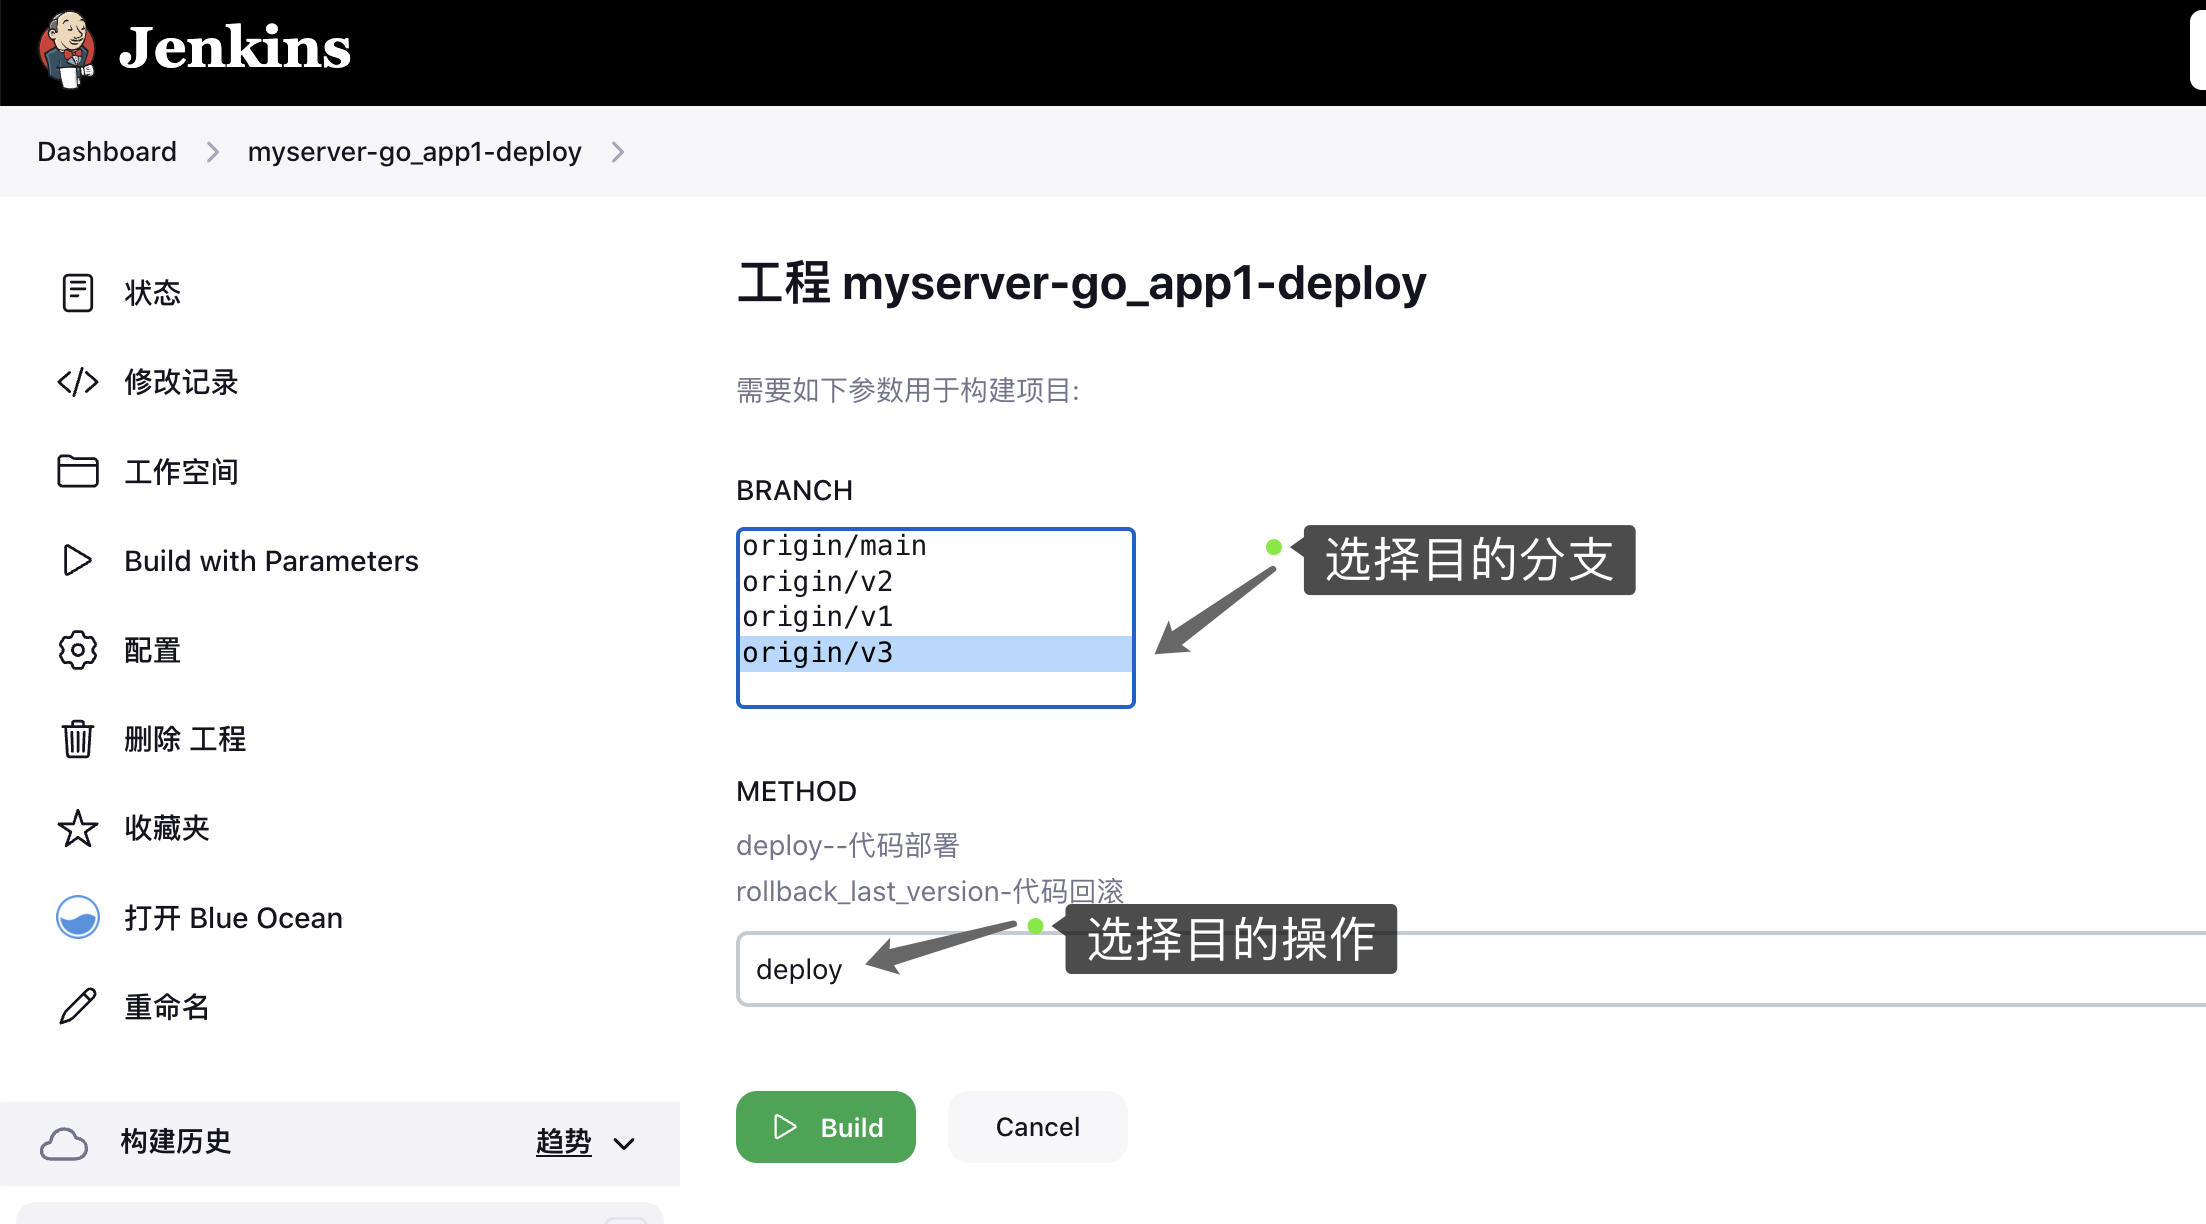 Jenkins
Dashboard
myserver-go_app1-deploy
状态
修改记录
工作空间
Build with Parameters
配置
删除 工程
收藏夹
打开 Blue Ocean
重命名
构建历史
趋势
工程 myserver-go_app1-deploy
需要如下参数用于构建项目:
BRANCH
origin/main
origin/v2
origin/v1
origin/v3
选择目的分支
METHOD
deploy--代码部署
rollback_last_version-代码回滚
选择目的操作
deploy
Build
Cancel